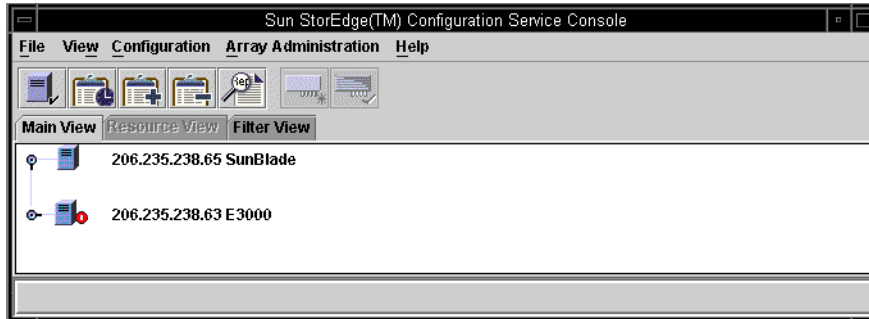 Sun StorEdge(TM) Configuration Service Console
File View Configuration Array Administration Help
Main View Resource View Filter View
206.235.238.65 SunBlade
206.235.238.63 E3000